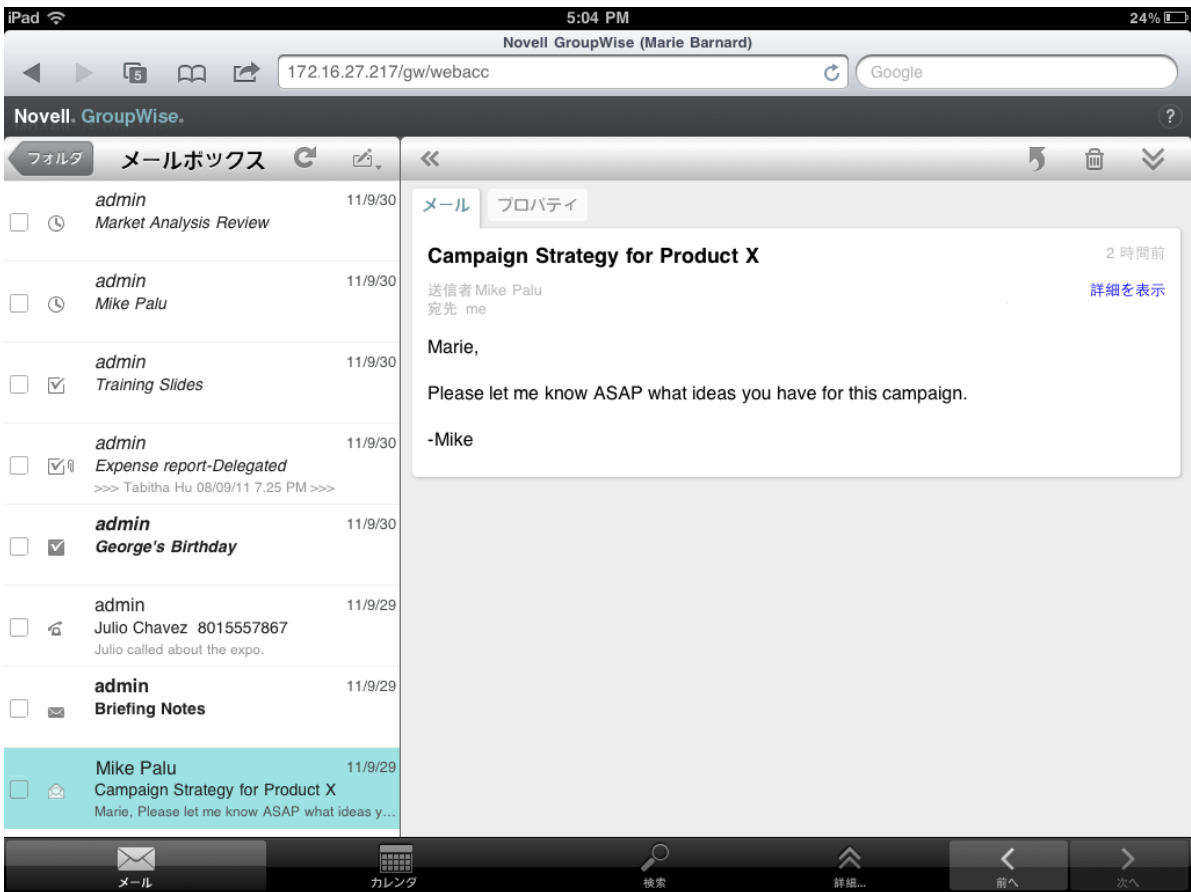 iPad
5:04 PM
24%
Novell GroupWise (Marie Barnard)
5
172.16.27.217/gw/webacc
Google
Novell. GroupWise.
?
フォルダ
メールボックス
admin 11/9/30
Market Analysis Review
admin 11/9/30
Mike Palu
admin 11/9/30
Training Slides
admin 11/9/30
Expense report-Delegated
>>> Tabitha Hu 08/09/11 7.25 PM >>>
admin 11/9/30
George's Birthday
admin 11/9/29
Julio Chavez 8015557867
Julio called about the expo.
admin 11/9/29
Briefing Notes
Mike Palu 11/9/29
Campaign Strategy for Product X
Marie, Please let me know ASAP what ideas y...
メール
プロパティ
Campaign Strategy for Product X
2 時間前
送信者 Mike Palu
詳細を表示
宛先 me
Marie,
Please let me know ASAP what ideas you have for this campaign.
-Mike
メール
カレンダ
検索
詳細...
前へ
次へ